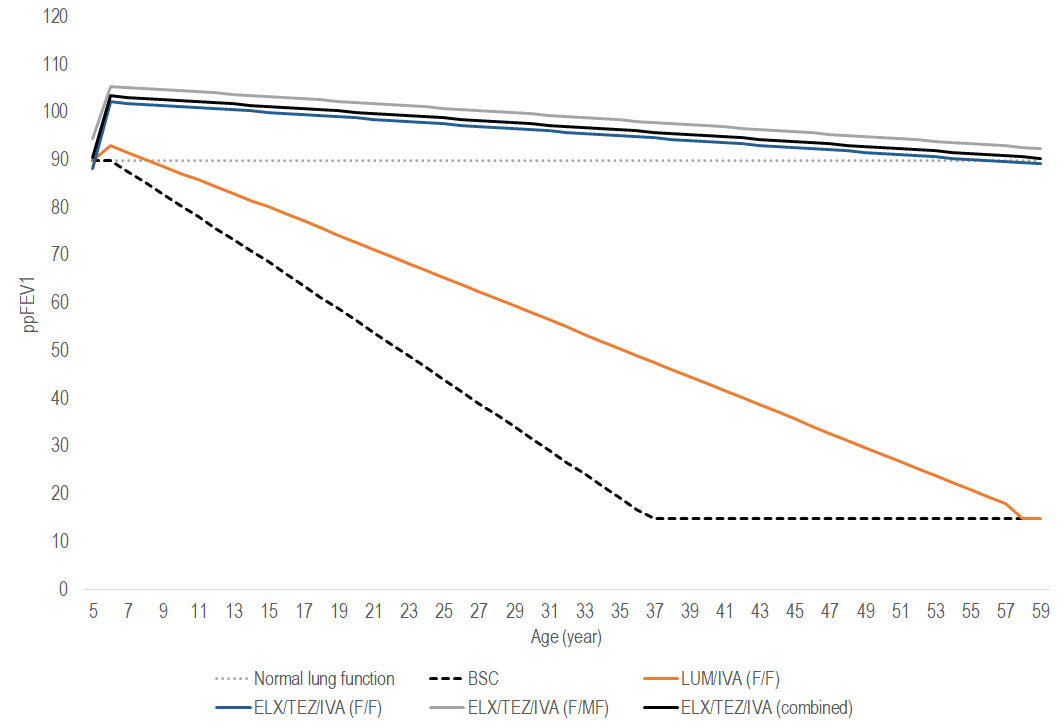 120
110
100
90
80
70
60
50
40
30
20
10
0
ppFEV1
5 7 9 11 13 15 17 19 21 23 25 27 29 31 33 35 37 39 41 43 45 47 49 51 53 55 57 59
Age (year)
Normal lung function BSC LUM/IVA (F/F)
ELX/TEZ/IVA (F/F) ELX/TEZ/IVA (F/MF) ELX/TEZ/IVA (combined)